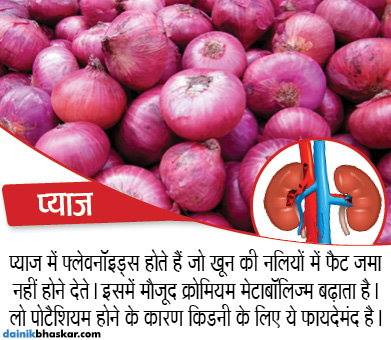 प्याज
प्याज में फ्लेवनॉइड्स होते हैं जो खून की नलियों में फैट जमा
नहीं होने देते। इसमें मौजूद क्रोमियम मेटाबॉलिज्म बढ़ाता है।
लो पोटैशियम होने के कारण किडनी के लिए ये फायदेमंद है।
dainikbhaskar.com